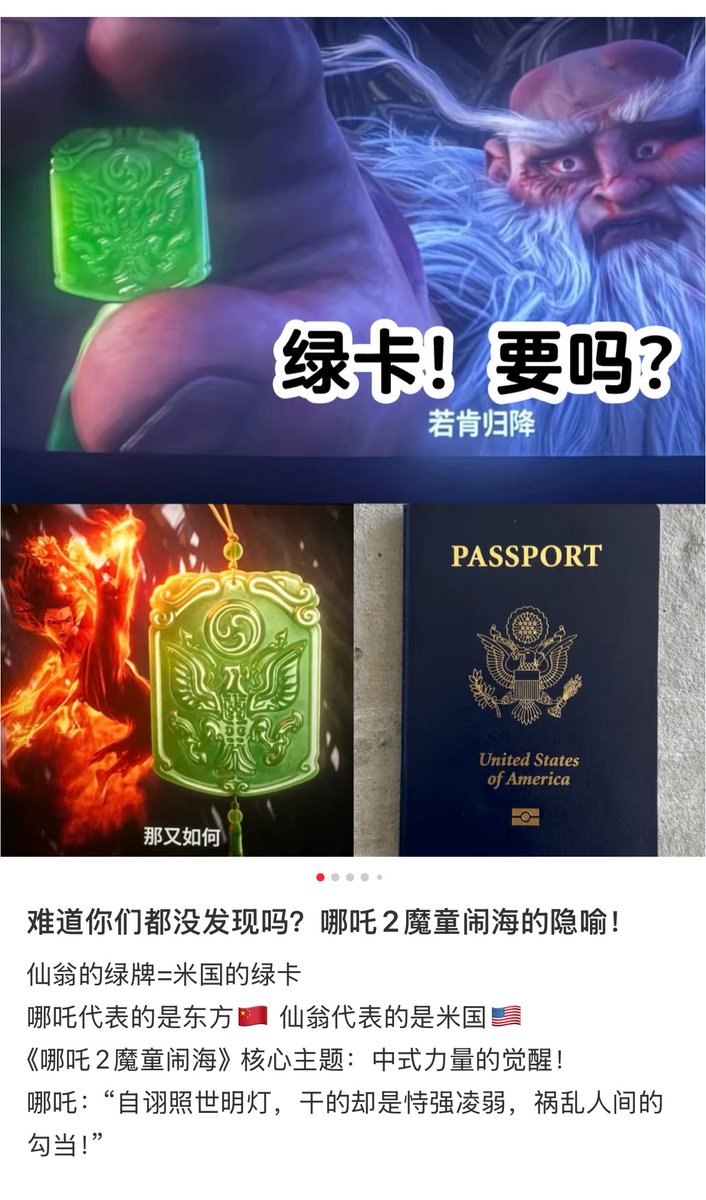 绿卡！要吗？
若肯归降
那又如何
PASSPORT
United States
of America
难道你们都没发现吗？哪吒2魔童闹海的隐喻！
仙翁的绿牌=米国的绿卡
哪吒代表的是东方🇨🇳 仙翁代表的是米国🇺🇸
《哪吒2魔童闹海》核心主题：中式力量的觉醒！
哪吒：“自诩照世明灯，干的却是恃强凌弱，祸乱人间的
勾当！”